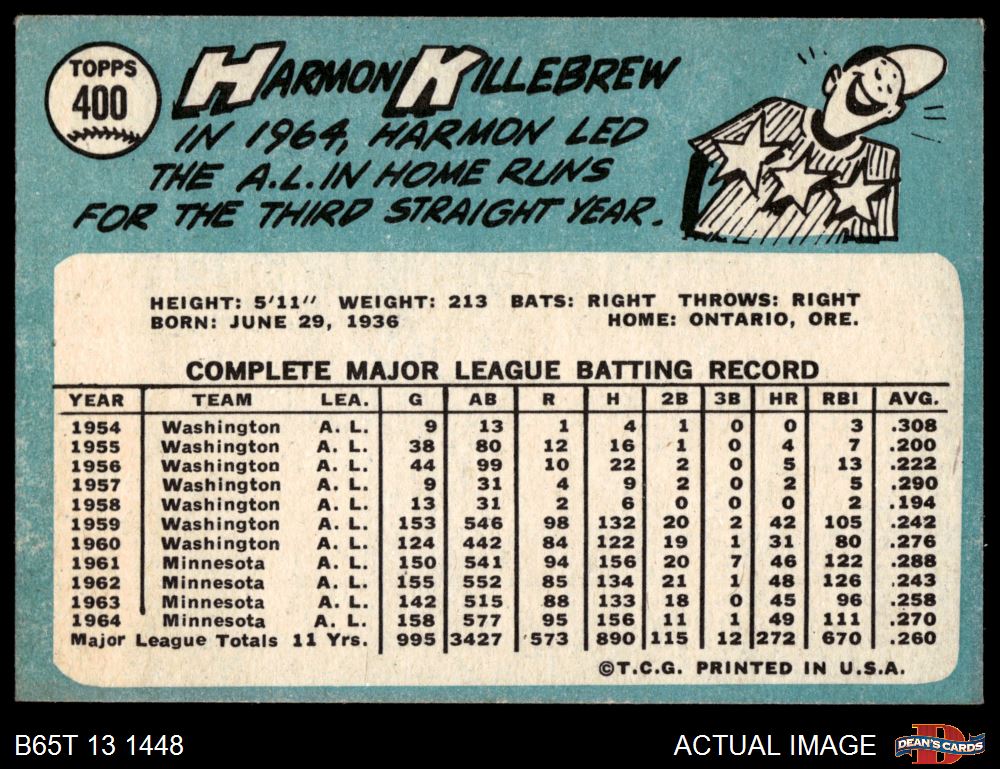 TOPPS
400
HARMON KILLEBREW
IN 1964, HARMON LED
THE A.L. IN HOME RUNS
FOR THE THIRD STRAIGHT YEAR.
HEIGHT: 5'11" WEIGHT: 213 BATS: RIGHT THROWS: RIGHT
BORN: JUNE 29, 1936 HOME: ONTARIO, ORE.
COMPLETE MAJOR LEAGUE BATTING RECORD
YEAR TEAM LEA. G AB R H 2B 3B HR RBI AVG.
1954 Washington A. L. 9 13 1 4 1 0 0 3 .308
1955 Washington A. L. 38 80 12 16 1 0 4 7 .200
1956 Washington A. L. 44 99 10 22 2 0 5 13 .222
1957 Washington A. L. 9 31 4 9 2 0 2 5 .290
1958 Washington A. L. 13 31 2 6 0 0 0 2 .194
1959 Washington A. L. 153 546 98 132 20 2 42 105 .242
1960 Washington A. L. 124 442 84 122 19 1 31 80 .276
1961 Minnesota A. L. 150 541 94 156 20 7 46 122 .288
1962 Minnesota A. L. 155 552 85 134 21 1 48 126 .243
1963 Minnesota A. L. 142 515 88 133 18 0 45 96 .258
1964 Minnesota A. L. 158 577 95 156 11 1 49 111 .270
Major League Totals 11 Yrs. 995 3427 573 890 115 12 272 670 .260
©T.C.G. PRINTED IN U.S.A.
B65T 13 1448 ACTUAL IMAGE DEAN'S CARDS